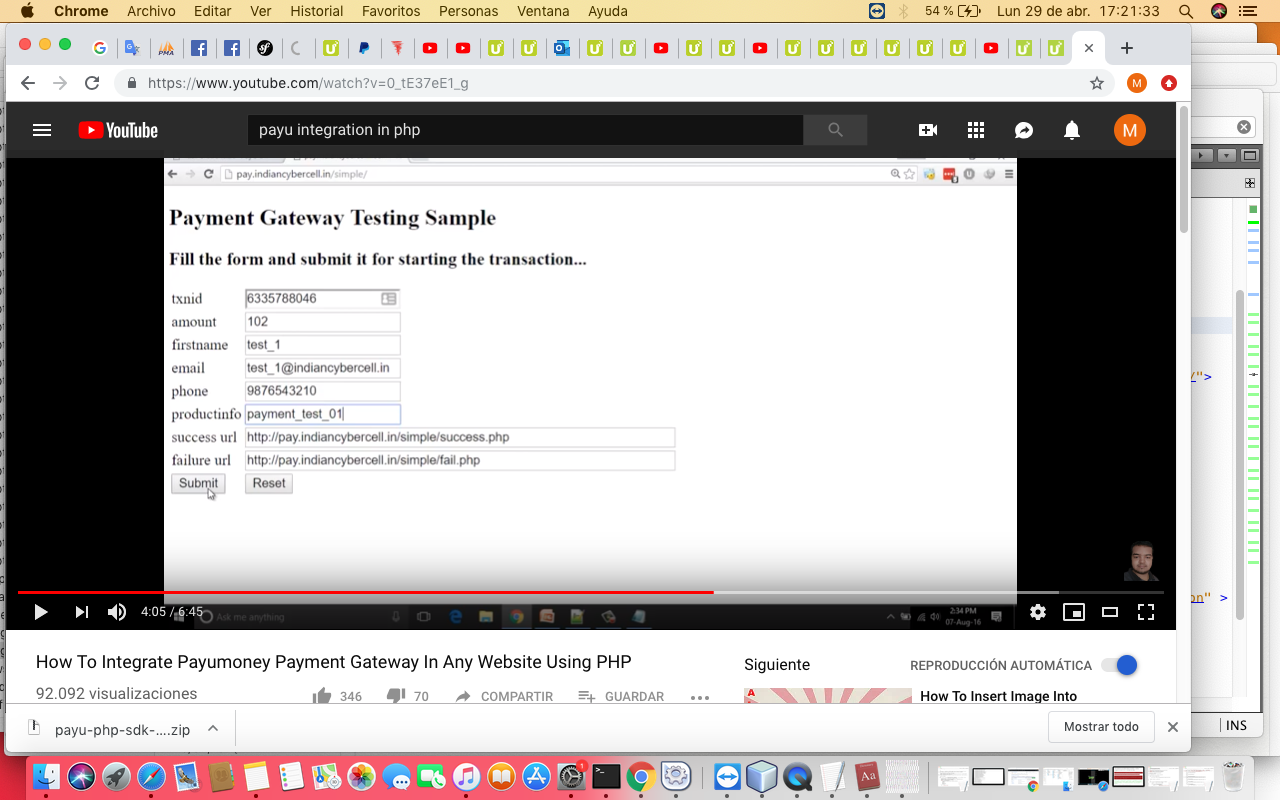 Chrome Archivo Editar Ver Historial Favoritos Personas Ventana Ayuda 54 % Lun 29 de abr. 17:21:33
https://www.youtube.com/watch?v=0_tE37eE1_g
YouTube payu integration in php M
pay.indiancybercell.in/simple/
Payment Gateway Testing Sample
Fill the form and submit it for starting the transaction...
txnid 6335788046
amount 102
firstname test_1
email test_1@indiancybercell.in
phone 9876543210
productinfo payment_test_01
success url http://pay.indiancybercell.in/simple/success.php
failure url http://pay.indiancybercell.in/simple/fail.php
Submit Reset
/">
on" >
4:05 / 6:45
Ask me anything 2:34 PM
07-Aug-16
How To Integrate Payumoney Payment Gateway In Any Website Using PHP
92.092 visualizaciones 346 70 COMPARTIR GUARDAR
Siguiente REPRODUCCIÓN AUTOMÁTICA
How To Insert Image Into
payu-php-sdk-....zip Mostrar todo
INS